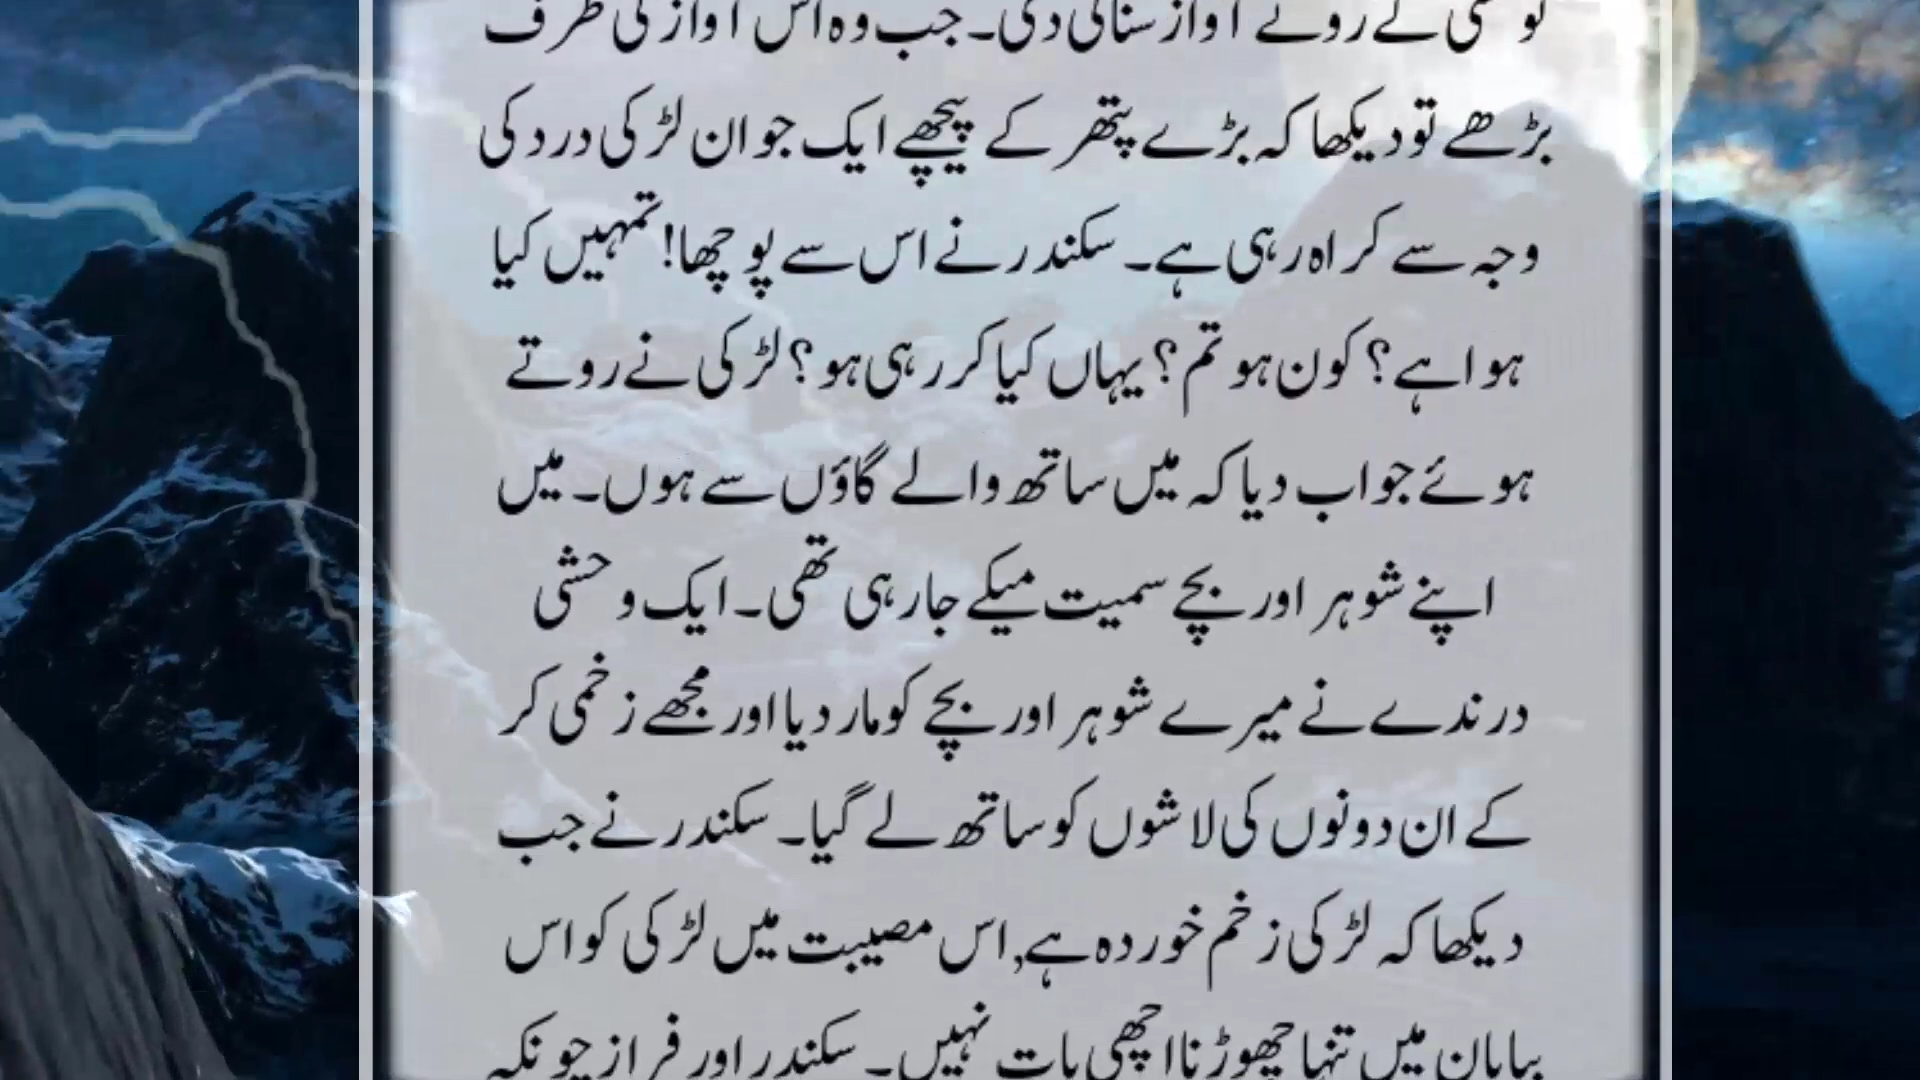 تو کسی کے رونے آواز سنائی دی۔ جب وہ اس آواز کی طرف
بڑھے تو دیکھا کہ بڑے پتھر کے پیچھے ایک جوان لڑکی درد کی
وجہ سے کراہ رہی ہے۔ سکندر نے اس سے پوچھا! تمہیں کیا
ہوا ہے؟ کون ہو تم؟ یہاں کیا کر رہی ہو؟ لڑکی نے روتے
ہوئے جواب دیا کہ میں ساتھ والے گاؤں سے ہوں۔ میں
اپنے شوہر اور بچے سمیت میکے جا رہی تھی۔ ایک وحشی
درندے نے میرے شوہر اور بچے کو مار دیا اور مجھے زخمی کر
کے ان دونوں کی لاشوں کو ساتھ لے گیا۔ سکندر نے جب
دیکھا کہ لڑکی زخم خوردہ ہے, اس مصیبت میں لڑکی کو اس
بیابان میں تنہا چھوڑنا اچھی بات نہیں۔ سکندر اور فراز چونکہ